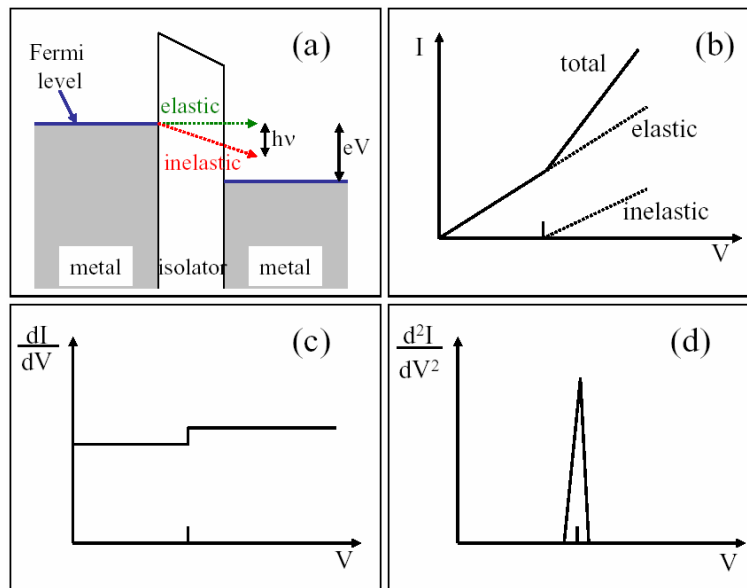 (a)
Fermi
level
elastic
hν
eV
inelastic
metal
isolator
metal
(b)
I
total
elastic
inelastic
V
(c)
dI
dV
V
(d)
d²I
dV²
V